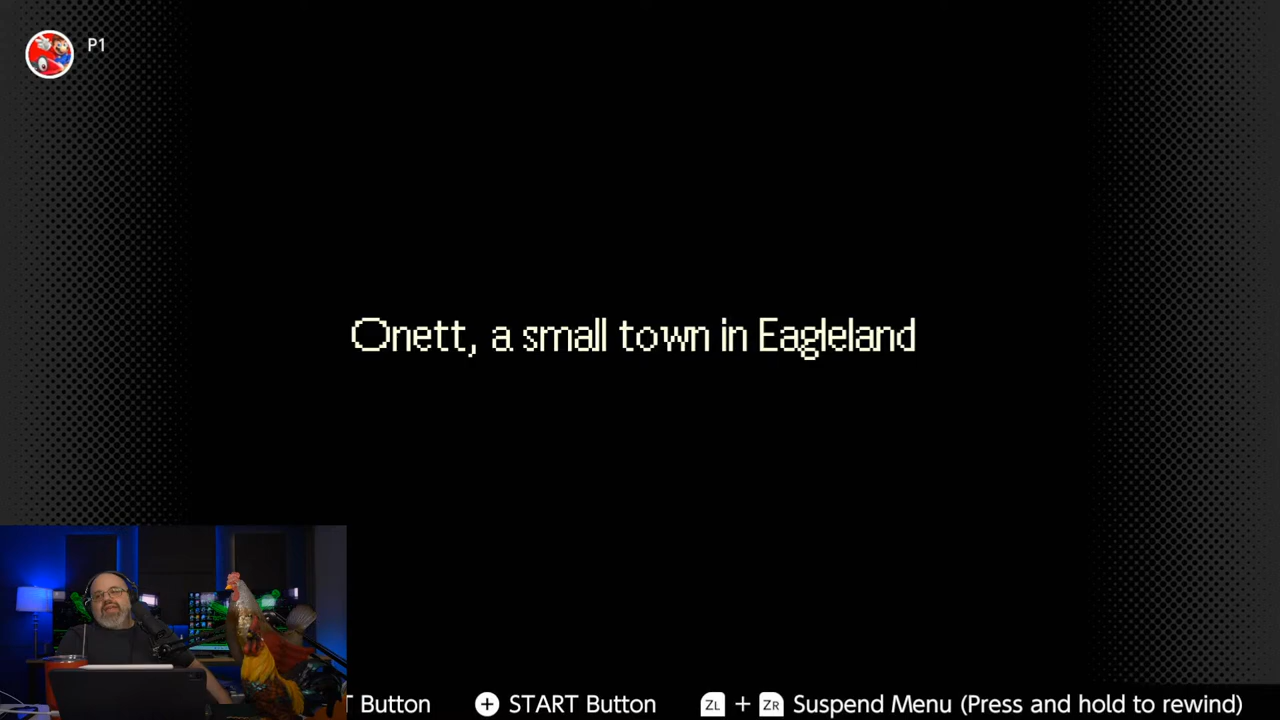 P1
Onett, a small town in Eagleland
T Button
START Button
ZL + ZR Suspend Menu (Press and hold to rewind)